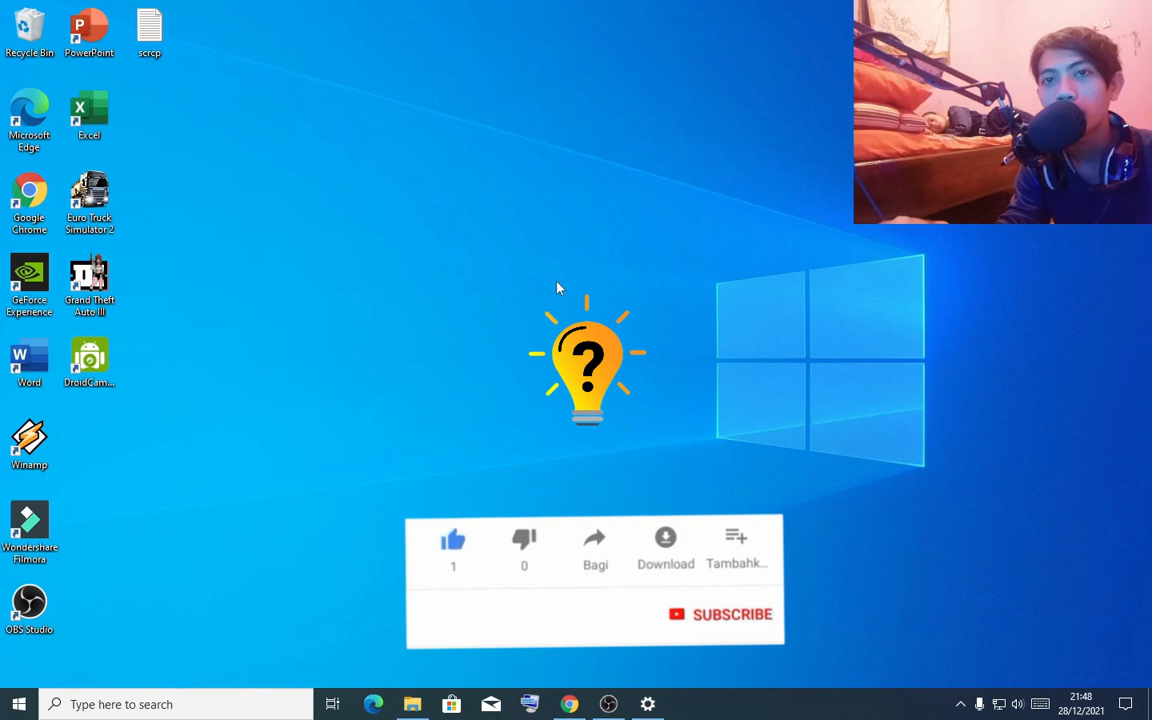 Recycle Bin
PowerPoint
scrcp
Microsoft
Edge
Excel
Google
Chrome
Euro Truck
Simulator 2
GeForce
Experience
Grand Theft
Auto III
Word
DroidCam...
Winamp
Wondershare
Filmora
OBS Studio
?
1
0
Bagi
Download
Tambahk...
SUBSCRIBE
Type here to search
21:48
28/12/2021